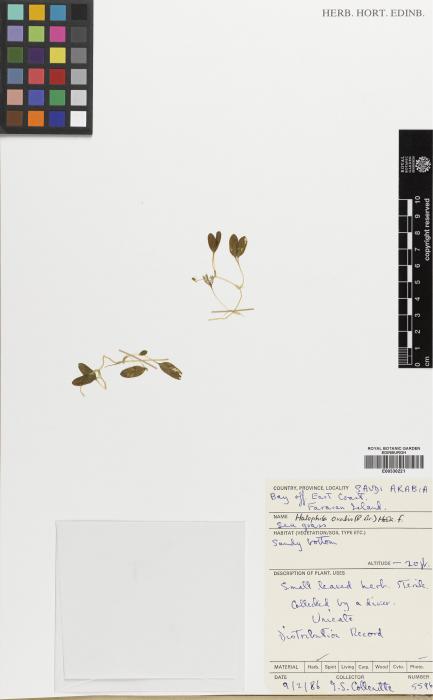 HERB. HORT. EDINB.
ROYAL BOTANIC GARDEN EDINBURGH
copyright reserved
cm
0 1 2 3 4 5 6 7 8 9 10
ROYAL BOTANIC GARDEN
EDINBURGH
E00530221
COUNTRY, PROVINCE, LOCALITY SAUDI ARABIA
Bay off East Coast.
Farasan Island.
NAME Halophila ovalis (R. Br.) Hook. f.
Sea grass
HABITAT (VEGETATION/SOIL TYPE ETC.)
Sandy bottom
ALTITUDE — 20 ft.
DESCRIPTION OF PLANT, USES
Small leaved herb. Sterile
Collected by a diver.
Unicate
Distribution Record
MATERIAL Herb. Spirit Living Carp. Wood Cyto. Photo.
DATE COLLECTOR NUMBER
9/2/86 I.S. Collenette